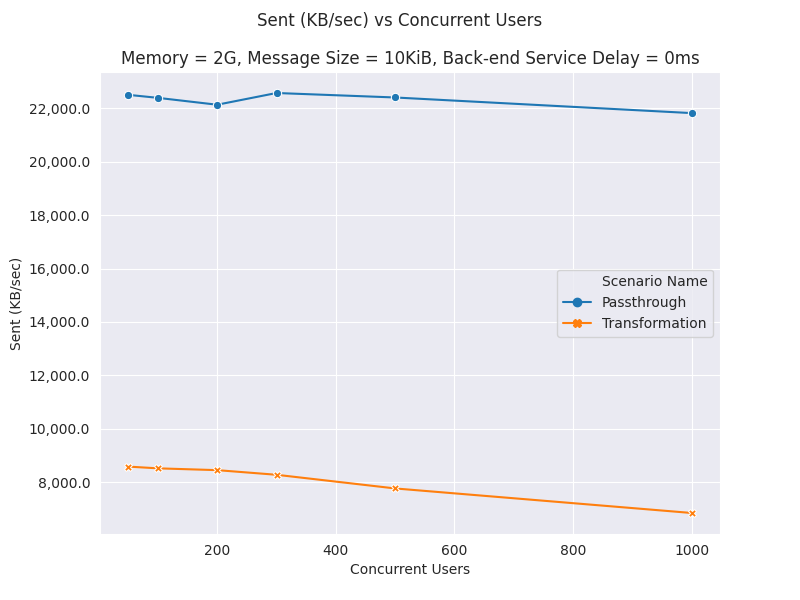 Sent (KB/sec) vs Concurrent Users
Memory = 2G, Message Size = 10KiB, Back-end Service Delay = 0ms
22,000.0
20,000.0
18,000.0
16,000.0
14,000.0
12,000.0
10,000.0
8,000.0
Sent (KB/sec)
Scenario Name
Passthrough
Transformation
200 400 600 800 1000
Concurrent Users